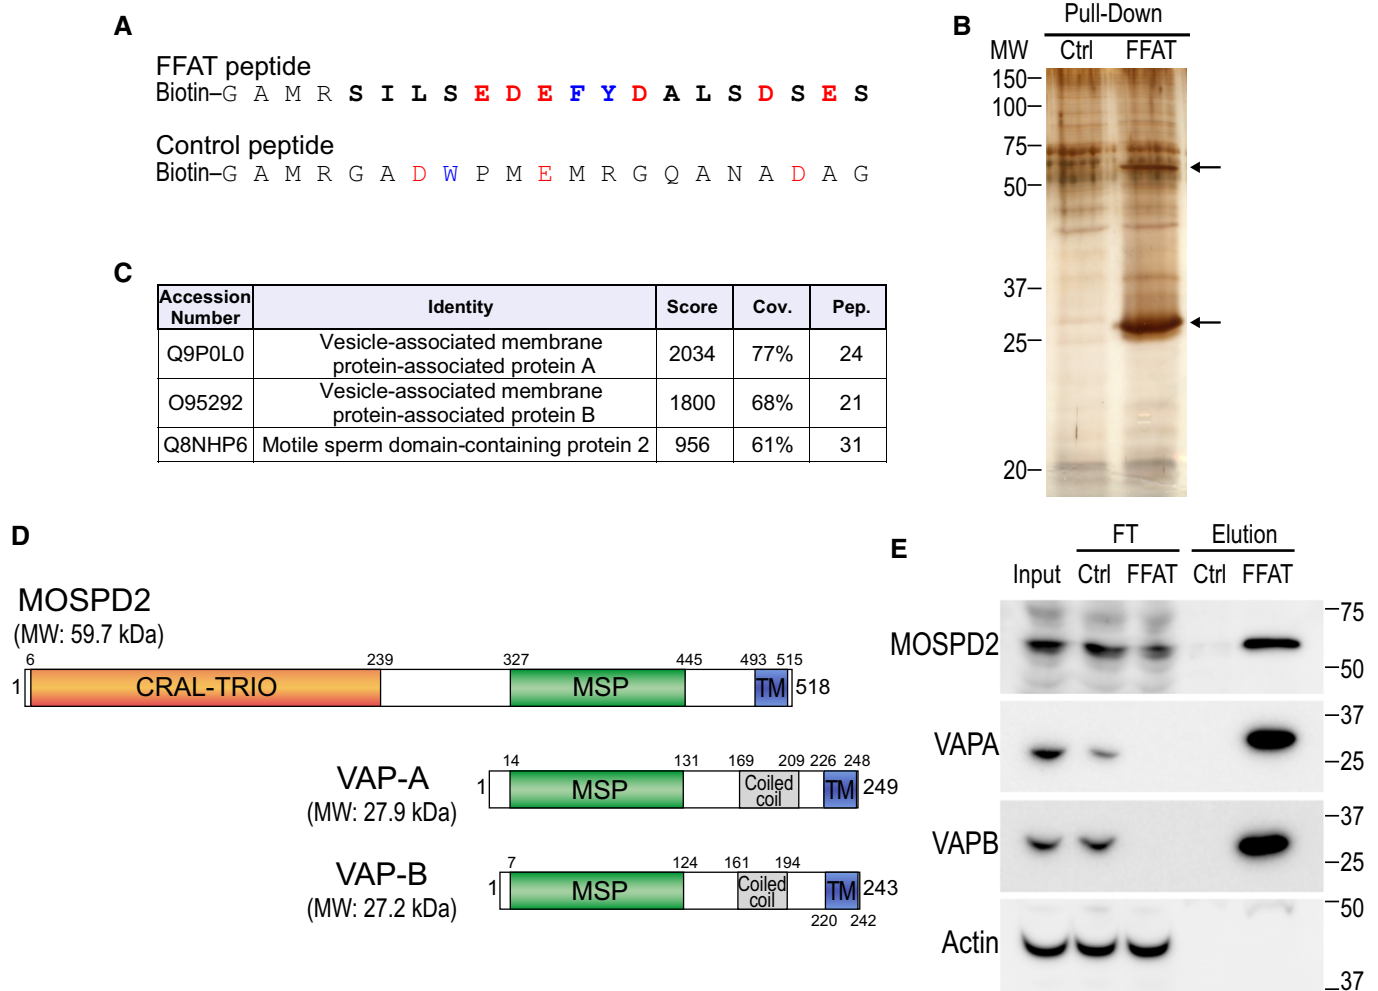 A
FFAT peptide
Biotin–G A M R S I L S E D E F Y D A L S D S E S
Control peptide
Biotin–G A M R G A D W P M E M R G Q A N A D A G
B
Pull-Down
MW Ctrl FFAT
150
100
75
50
37
25
20
C
Accession Number Identity Score Cov. Pep.
Q9P0L0 Vesicle-associated membrane protein-associated protein A 2034 77% 24
O95292 Vesicle-associated membrane protein-associated protein B 1800 68% 21
Q8NHP6 Motile sperm domain-containing protein 2 956 61% 31
D
MOSPD2
(MW: 59.7 kDa)
6 239 327 445 493 515
1 CRAL-TRIO MSP TM 518
VAP-A
(MW: 27.9 kDa)
14 131 169 209 226 248
1 MSP Coiled coil TM 249
VAP-B
(MW: 27.2 kDa)
7 124 161 194
1 MSP Coiled coil TM 243
220 242
E
FT Elution
Input Ctrl FFAT Ctrl FFAT
MOSPD2
75
50
VAPA
37
25
VAPB
37
25
Actin
50
37